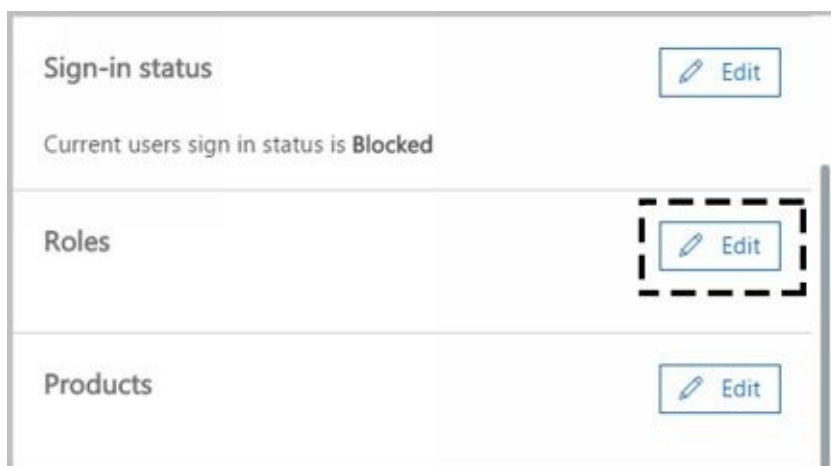 Sign-in status
Edit
Current users sign in status is Blocked
Roles
Edit
Products
Edit